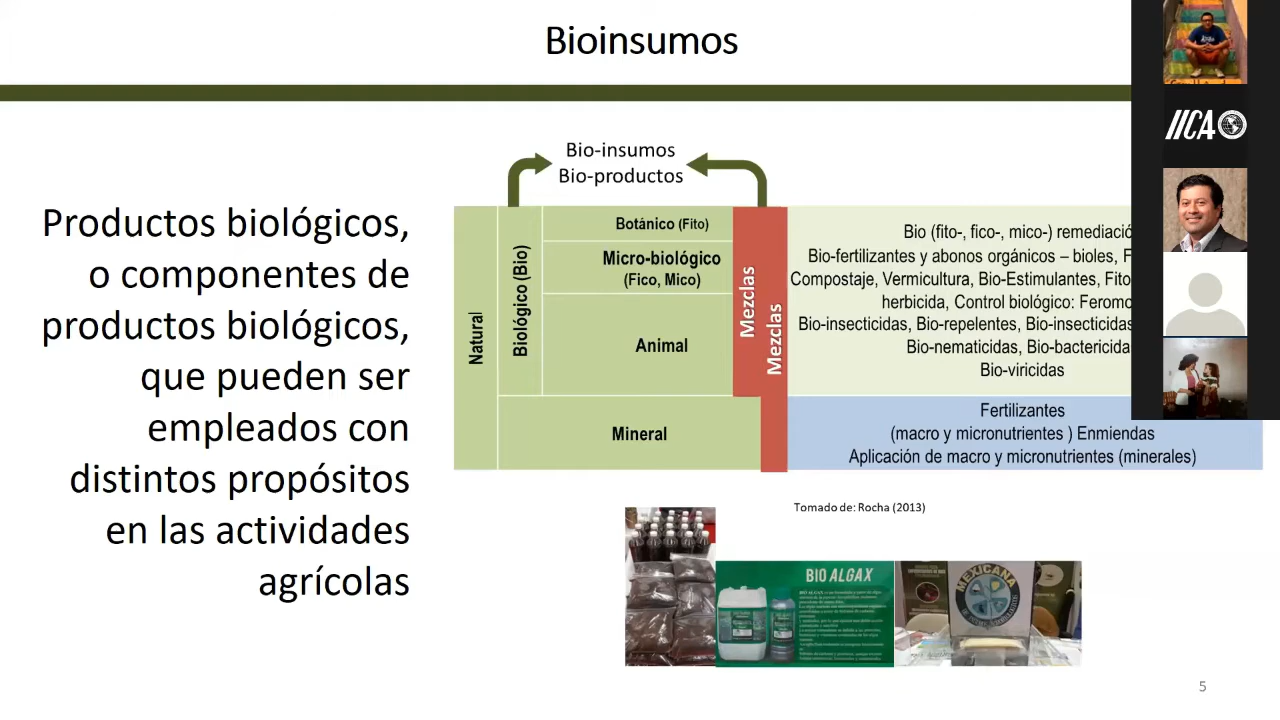 Bioinsumos
Productos biológicos,
o componentes de
productos biológicos,
que pueden ser
empleados con
distintos propósitos
en las actividades
agrícolas
Bio-insumos
Bio-productos
Natural
Biológico (Bio)
Botánico (Fito)
Micro-biológico
(Fico, Mico)
Animal
Mineral
Mezclas
Mezclas
Bio (fito-, fico-, mico-) remediació
Bio-fertilizantes y abonos orgánicos – bioles, F
Compostaje, Vermicultura, Bio-Estimulantes, Fito
herbicida, Control biológico: Feromo
Bio-insecticidas, Bio-repelentes, Bio-insecticidas
Bio-nematicidas, Bio-bactericida
Bio-viricidas
Fertilizantes
(macro y micronutrientes ) Enmiendas
Aplicación de macro y micronutrientes (minerales)
Tomado de: Rocha (2013)
BIO ALGAX
MEXICANA
IICA
5